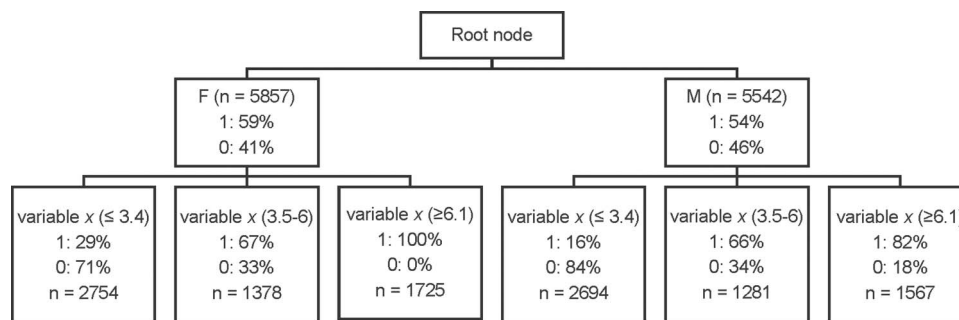 Root node
F (n = 5857)
1: 59%
0: 41%
M (n = 5542)
1: 54%
0: 46%
variable x (≤ 3.4)
1: 29%
0: 71%
n = 2754
variable x (3.5-6)
1: 67%
0: 33%
n = 1378
variable x (≥6.1)
1: 100%
0: 0%
n = 1725
variable x (≤ 3.4)
1: 16%
0: 84%
n = 2694
variable x (3.5-6)
1: 66%
0: 34%
n = 1281
variable x (≥6.1)
1: 82%
0: 18%
n = 1567